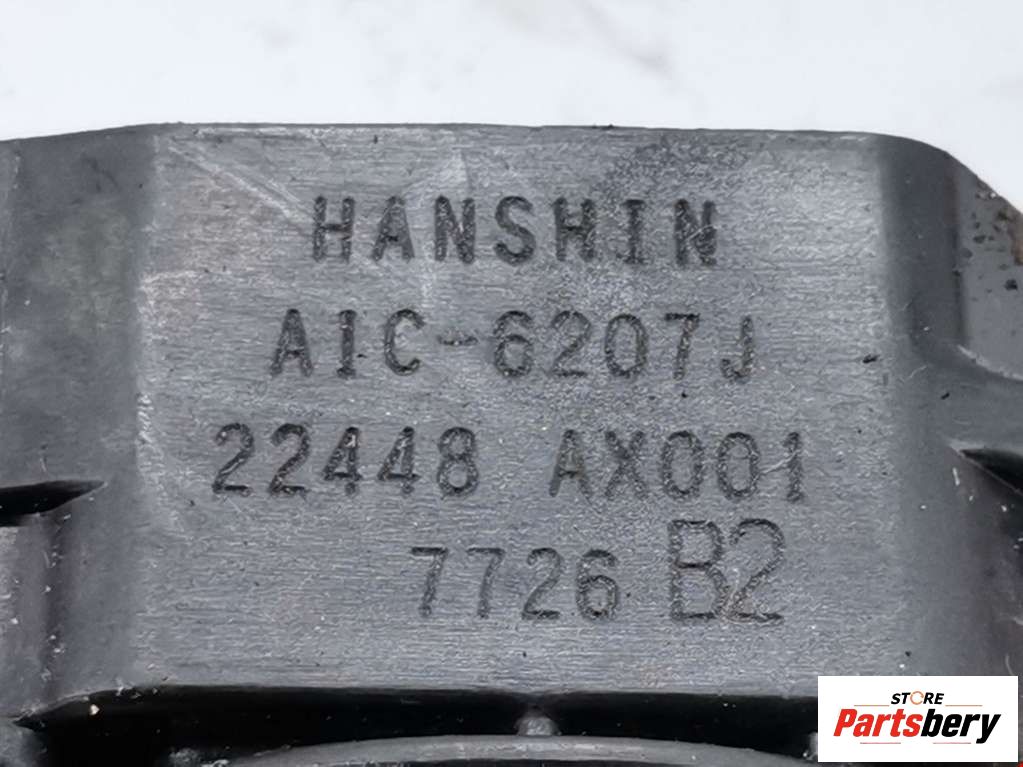 HANSHIN
AIC-6207J
22448 AX001
7726 B2
STORE
Partsbery